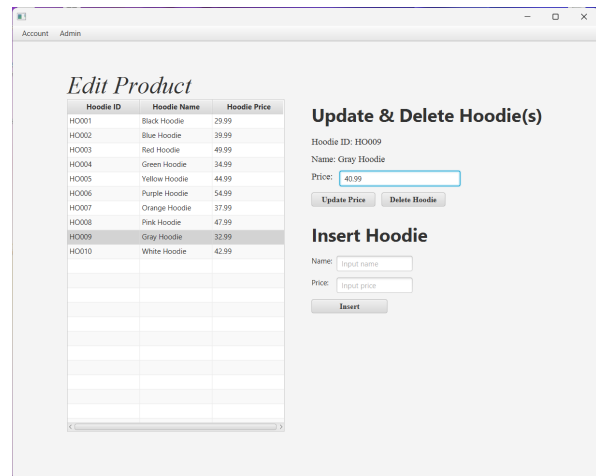 Account Admin
Edit Product
Hoodie ID Hoodie Name Hoodie Price
HO001 Black Hoodie 29.99
HO002 Blue Hoodie 39.99
HO003 Red Hoodie 49.99
HO004 Green Hoodie 34.99
HO005 Yellow Hoodie 44.99
HO006 Purple Hoodie 54.99
HO007 Orange Hoodie 37.99
HO008 Pink Hoodie 47.99
HO009 Gray Hoodie 32.99
HO010 White Hoodie 42.99
Update & Delete Hoodie(s)
Hoodie ID: HO009
Name: Gray Hoodie
Price: 40.99
Update Price Delete Hoodie
Insert Hoodie
Name: Input name
Price: Input price
Insert